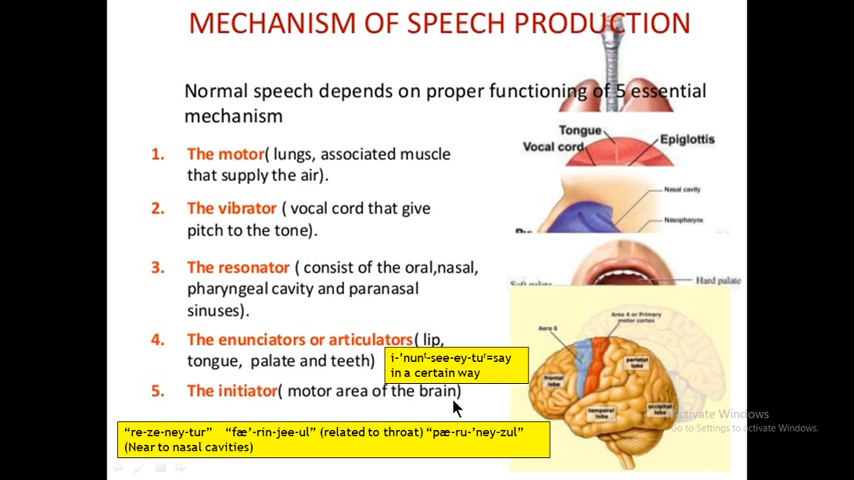 MECHANISM OF SPEECH PRODUCTION
Normal speech depends on proper functioning of 5 essential
mechanism
1. The motor( lungs, associated muscle
that supply the air).
2. The vibrator ( vocal cord that give
pitch to the tone).
3. The resonator ( consist of the oral,nasal,
pharyngeal cavity and paranasal
sinuses).
4. The enunciators or articulators( lip,
tongue, palate and teeth)
5. The initiator( motor area of the brain)
i-’nunᵗ-see-ey-tuʳ=say
in a certain way
“re-ze-ney-tur” “fæ’-rin-jee-ul” (related to throat) “pæ-ru-’ney-zul”
(Near to nasal cavities)
Tongue
Epiglottis
Vocal cord
Nasal cavity
Nasopharynx
Hard palate
Area 4 or Primary
motor cortex
Area 6
parietal
lobe
frontal
lobe
temporal
lobe
occipital
lobe
Activate Windows
Go to Settings to activate Windows.